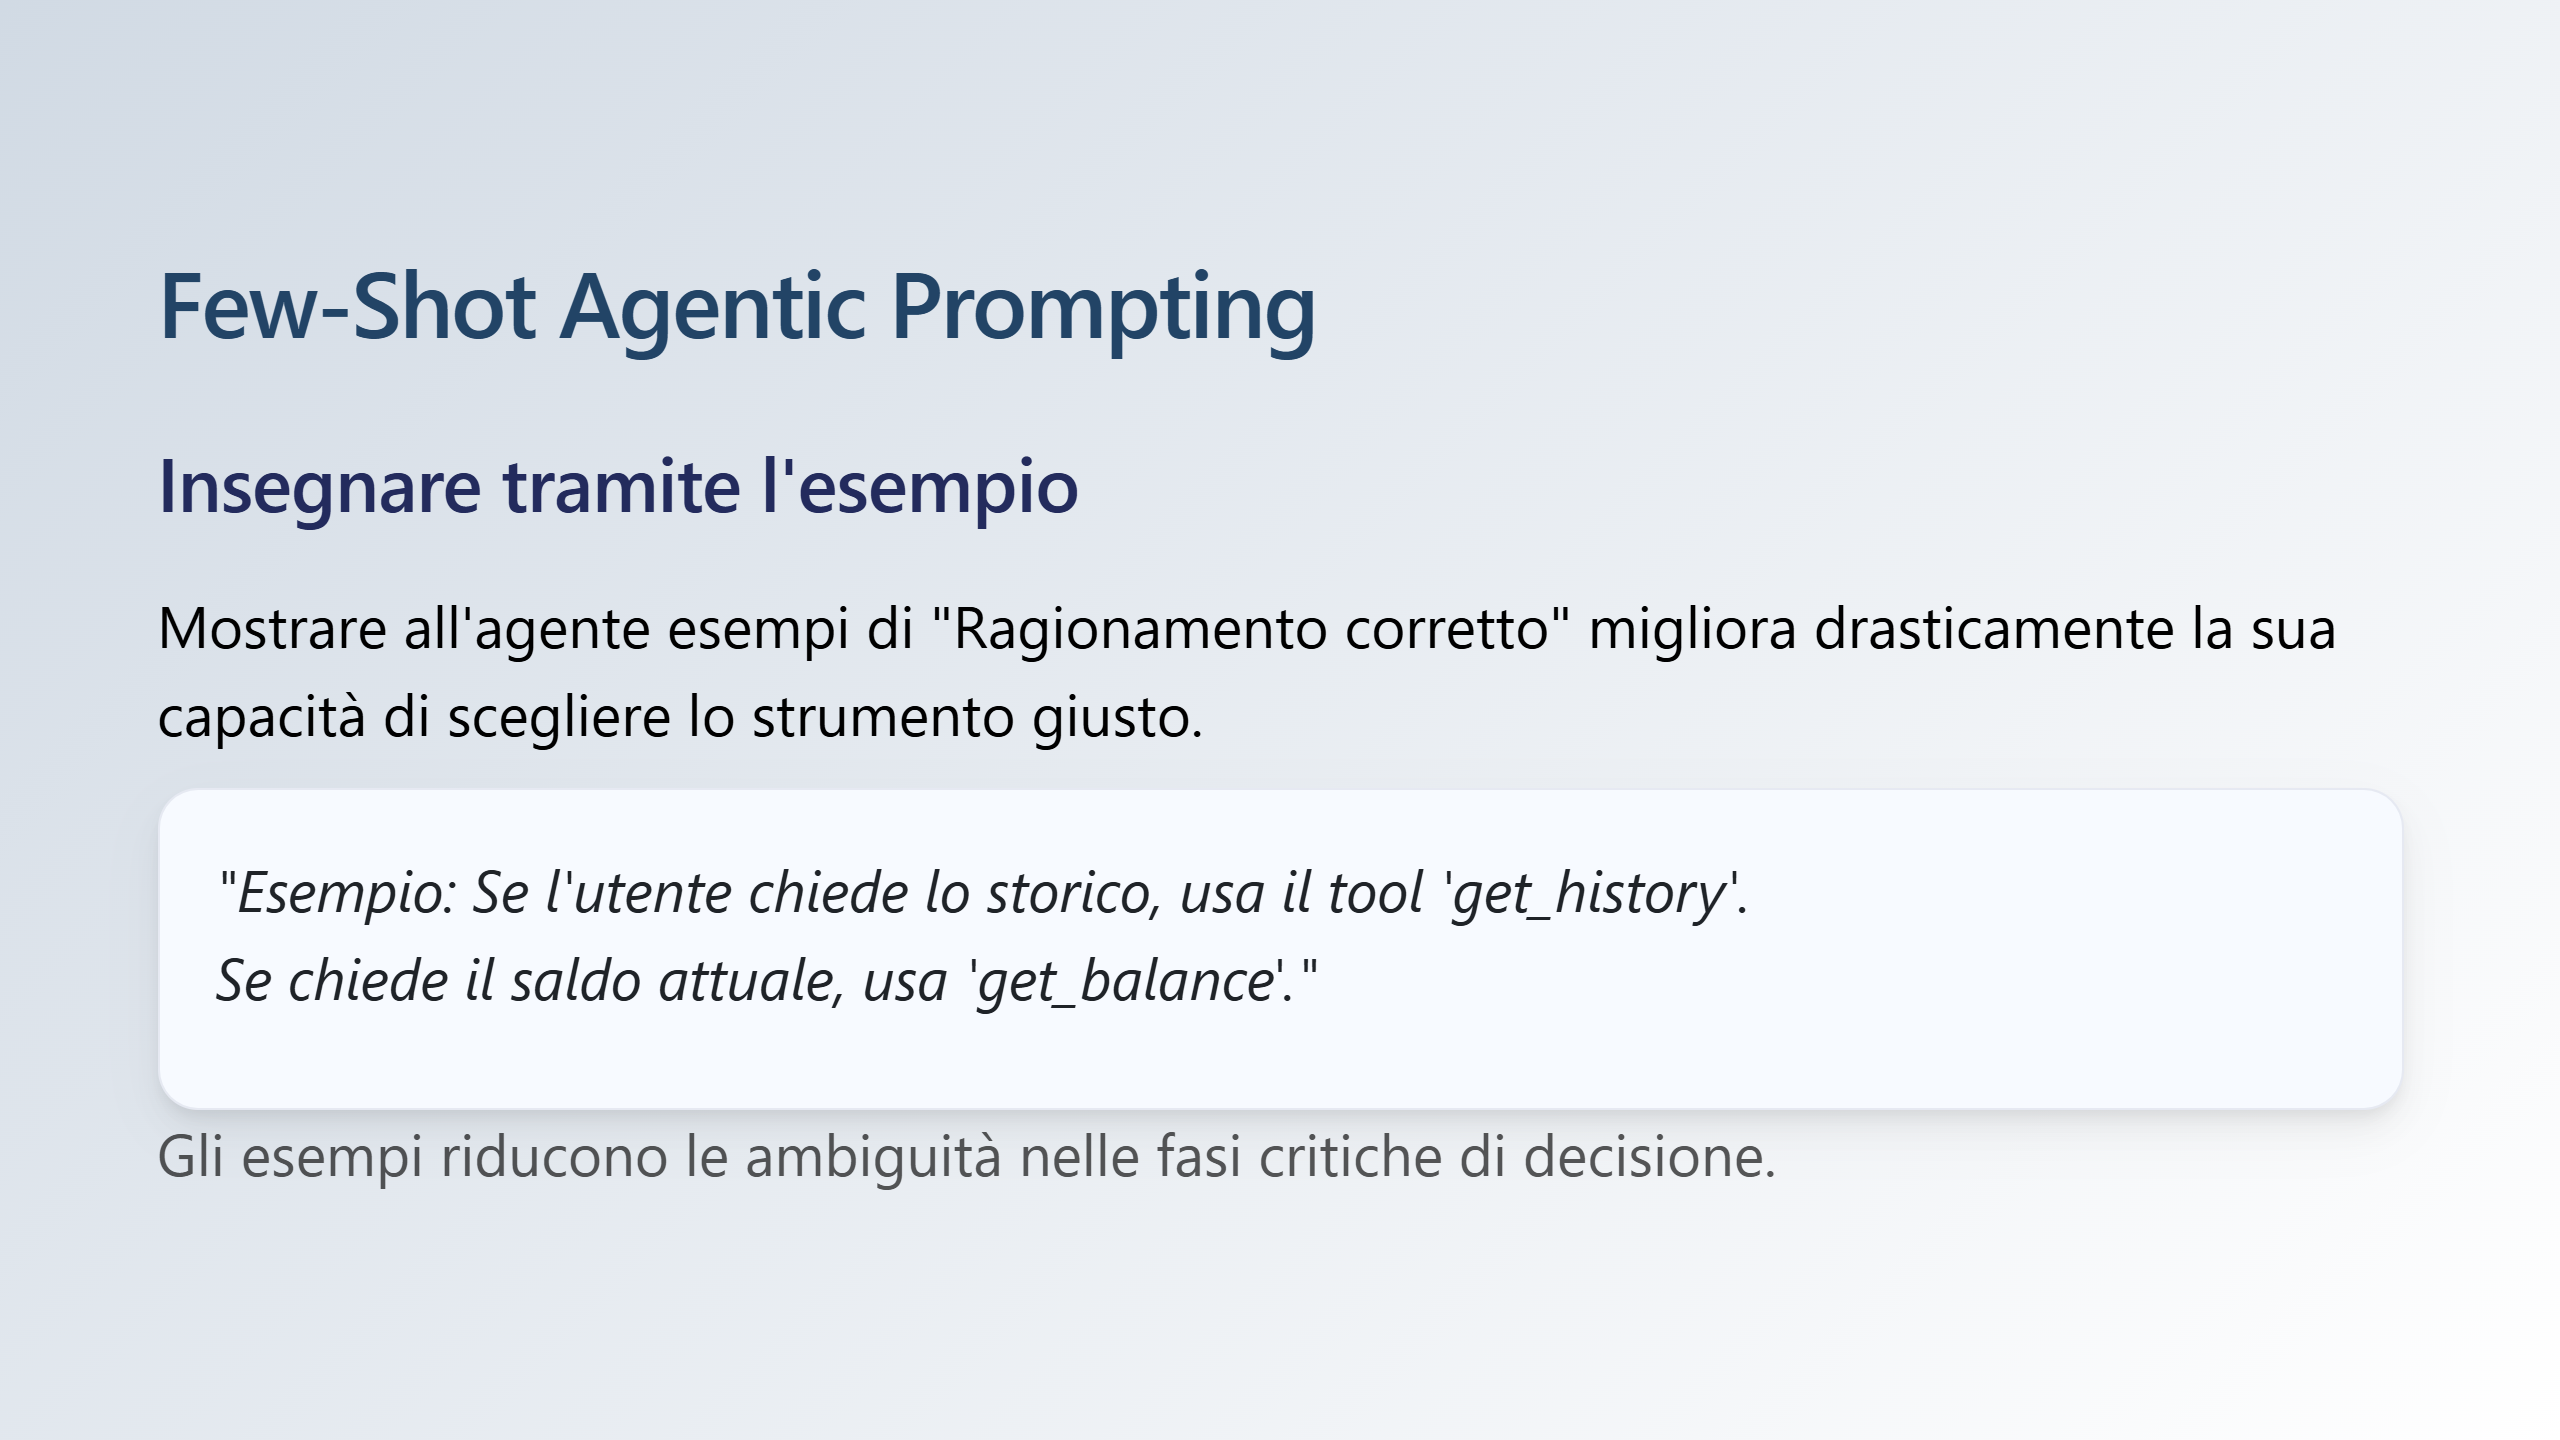 Few-Shot Agentic Prompting
Insegnare tramite l'esempio
Mostrare all'agente esempi di "Ragionamento corretto" migliora drasticamente la sua
capacità di scegliere lo strumento giusto.
"Esempio: Se l'utente chiede lo storico, usa il tool 'get_history'.
Se chiede il saldo attuale, usa 'get_balance'."
Gli esempi riducono le ambiguità nelle fasi critiche di decisione.